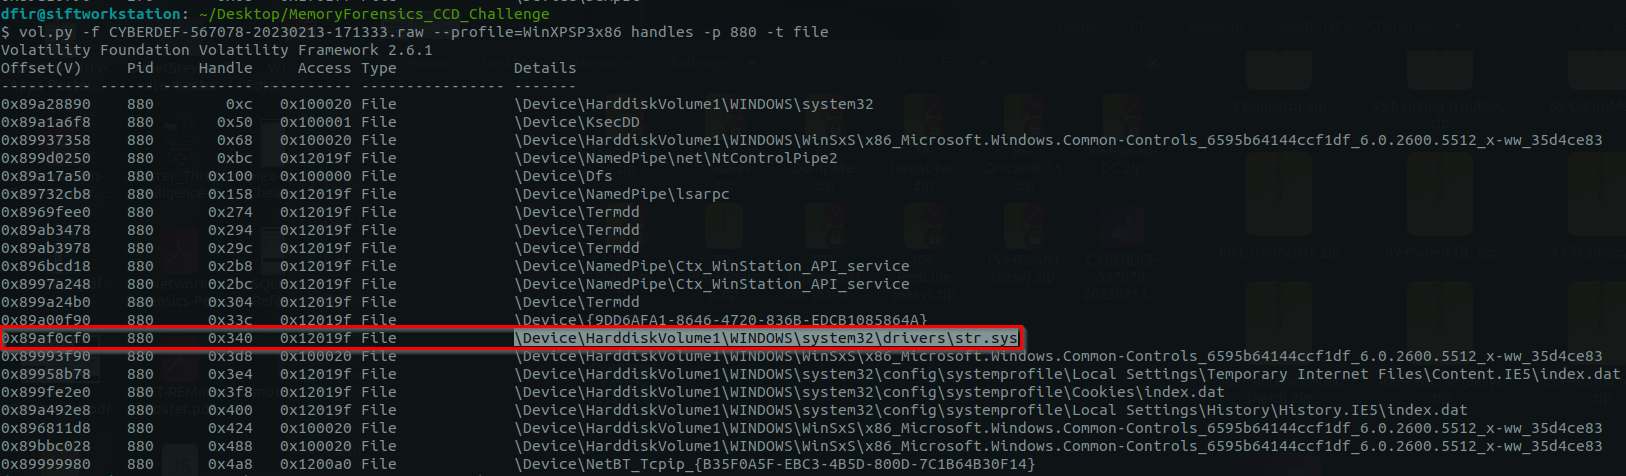 dfir@siftworkstation: ~/Desktop/MemoryForensics_CCD_Challenge
$ vol.py -f CYBERDEF-567078-20230213-171333.raw --profile=WinXPSP3x86 handles -p 880 -t file
Volatility Foundation Volatility Framework 2.6.1
Offset(V) Pid Handle Access Type Details
---------- ------ ---------- ---------- ---------------- -------
0x89a28890 880 0xc 0x100020 File \Device\HarddiskVolume1\WINDOWS\system32
0x89a1a6f8 880 0x50 0x100001 File \Device\KsecDD
0x89937358 880 0x68 0x100020 File \Device\HarddiskVolume1\WINDOWS\WinSxS\x86_Microsoft.Windows.Common-Controls_6595b64144ccf1df_6.0.2600.5512_x-ww_35d4ce83
0x899d0250 880 0xbc 0x12019f File \Device\NamedPipe\net\NtControlPipe2
0x89a17a50 880 0x100 0x100000 File \Device\Dfs
0x89732cb8 880 0x158 0x12019f File \Device\NamedPipe\lsarpc
0x8969fee0 880 0x274 0x12019f File \Device\Termdd
0x89ab3478 880 0x294 0x12019f File \Device\Termdd
0x89ab3978 880 0x29c 0x12019f File \Device\Termdd
0x896bcd18 880 0x2b8 0x12019f File \Device\NamedPipe\Ctx_WinStation_API_service
0x8997a248 880 0x2bc 0x12019f File \Device\NamedPipe\Ctx_WinStation_API_service
0x899a24b0 880 0x304 0x12019f File \Device\Termdd
0x89a00f90 880 0x33c 0x12019f File \Device\{9DD6AFA1-8646-4720-836B-EDCB1085864A}
0x89af0cf0 880 0x340 0x12019f File \Device\HarddiskVolume1\WINDOWS\system32\drivers\str.sys
0x89993f90 880 0x3d8 0x100020 File \Device\HarddiskVolume1\WINDOWS\WinSxS\x86_Microsoft.Windows.Common-Controls_6595b64144ccf1df_6.0.2600.5512_x-ww_35d4ce83
0x89958b78 880 0x3e4 0x12019f File \Device\HarddiskVolume1\WINDOWS\system32\config\systemprofile\Local Settings\Temporary Internet Files\Content.IE5\index.dat
0x899fe2e0 880 0x3f8 0x12019f File \Device\HarddiskVolume1\WINDOWS\system32\config\systemprofile\Cookies\index.dat
0x89a492e8 880 0x400 0x12019f File \Device\HarddiskVolume1\WINDOWS\system32\config\systemprofile\Local Settings\History\History.IE5\index.dat
0x896811d8 880 0x424 0x100020 File \Device\HarddiskVolume1\WINDOWS\WinSxS\x86_Microsoft.Windows.Common-Controls_6595b64144ccf1df_6.0.2600.5512_x-ww_35d4ce83
0x89bbc028 880 0x488 0x100020 File \Device\HarddiskVolume1\WINDOWS\WinSxS\x86_Microsoft.Windows.Common-Controls_6595b64144ccf1df_6.0.2600.5512_x-ww_35d4ce83
0x89999980 880 0x4a8 0x1200a0 File \Device\NetBT_Tcpip_{B35F0A5F-EBC3-4B5D-800D-7C1B64B30F14}